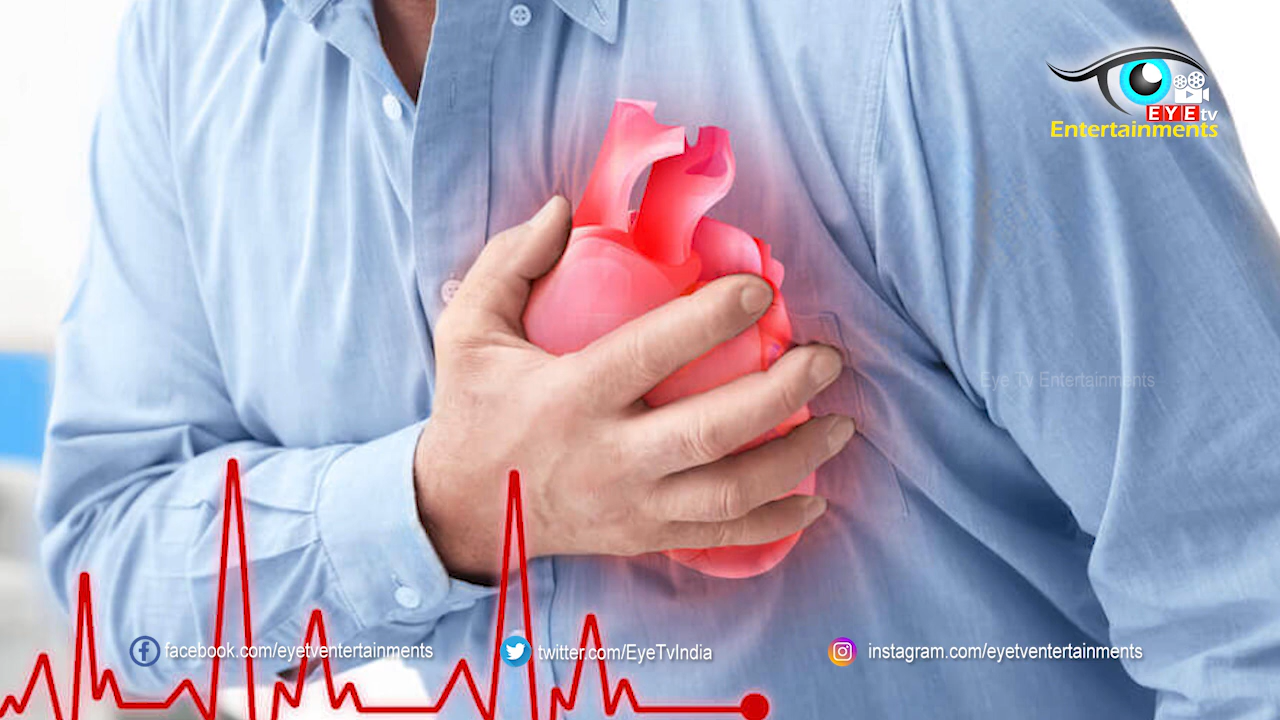 EYE tv
Entertainments
Eye Tv Entertainments
facebook.com/eyetventertainments
twitter.com/EyeTvIndia
instagram.com/eyetventertainments